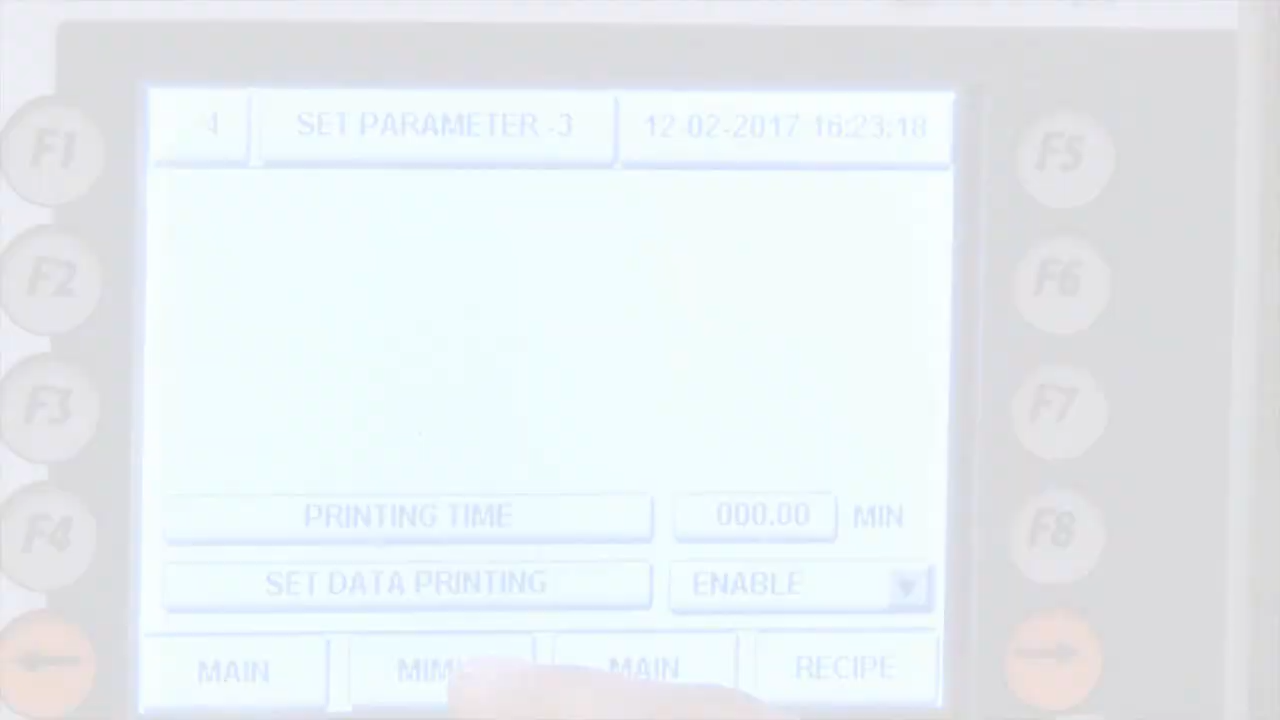 F1
-4 SET PARAMETER -3 12-02-2017 16:23:18
F5
F2
F6
F3
F7
PRINTING TIME 000.00 MIN
F4
F8
SET DATA PRINTING ENABLE
MAIN MAIN RECIPE